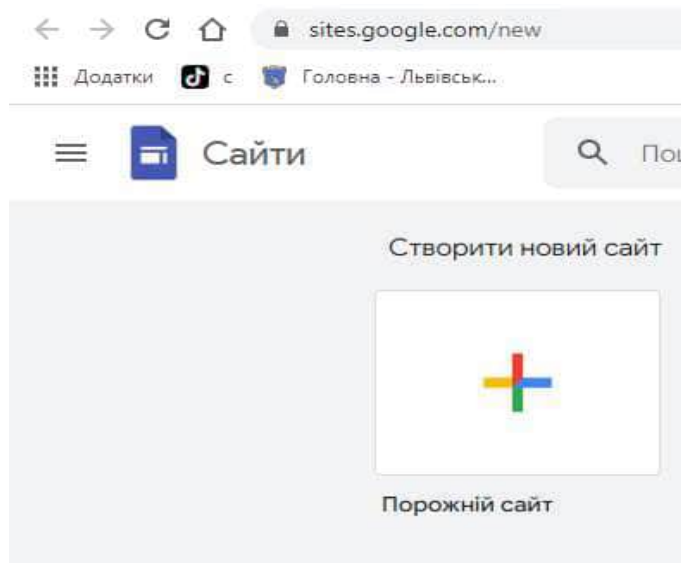 sites.google.com/new
Додатки с Головна - Львівськ...
Сайти
Створити новий сайт
Порожній сайт